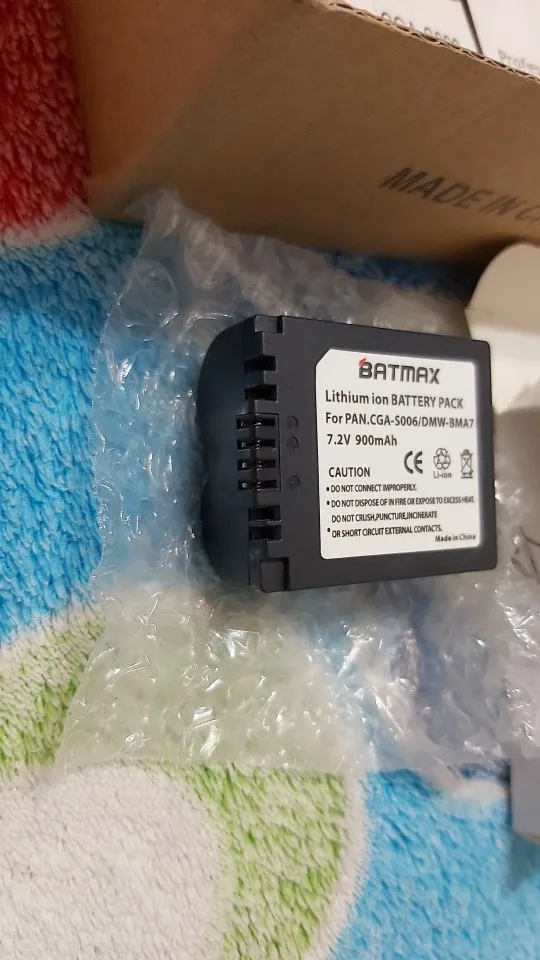 MADE IN C
BATMAX
Lithium ion BATTERY PACK
For PAN.CGA-S006/DMW-BMA7
7.2V 900mAh
CE
Li-ion
CAUTION
• DO NOT CONNECT IMPROPERLY.
• DO NOT DISPOSE OF IN FIRE OR EXPOSE TO EXCESS HEAT.
DO NOT CRUSH,PUNCTURE,INCINERATE
• OR SHORT CIRCUIT EXTERNAL CONTACTS.
Made in China